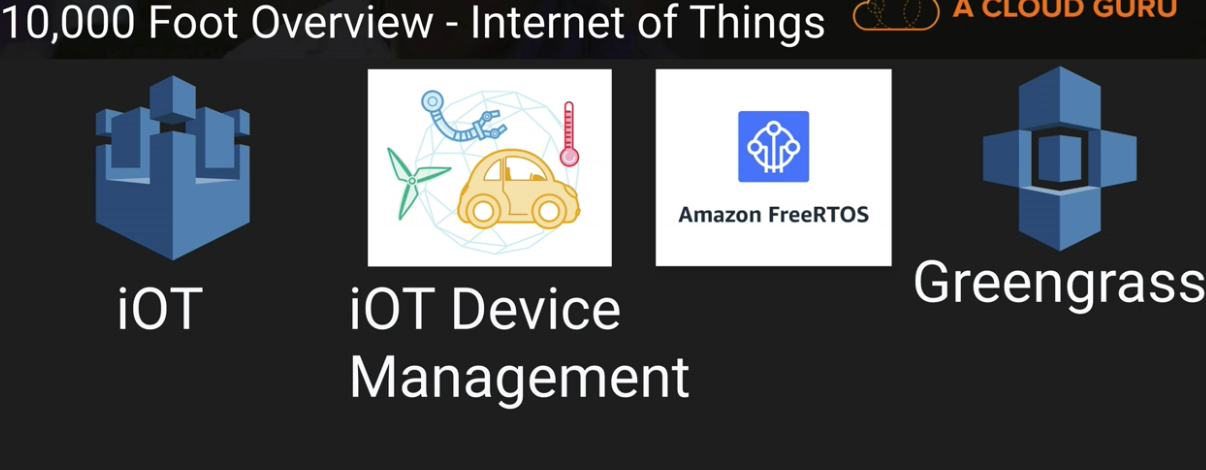 10,000 Foot Overview - Internet of Things
A CLOUD GURU
Amazon FreeRTOS
iOT
iOT Device
Management
Greengrass